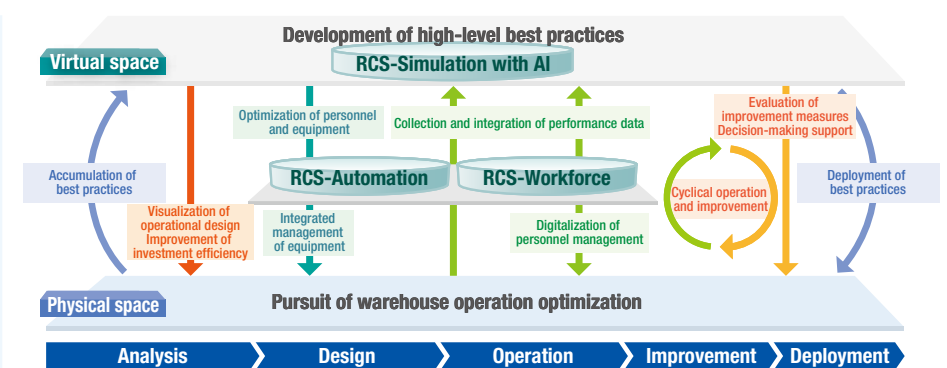 Development of high-level best practices
Virtual space
RCS-Simulation with AI
Optimization of personnel
and equipment
Collection and integration of performance data
Evaluation of
improvement measures
Decision-making support
Accumulation of
best practices
RCS-Automation
RCS-Workforce
Cyclical operation
and improvement
Deployment of
best practices
Visualization of
operational design
Improvement of
investment efficiency
Integrated
management
of equipment
Digitalization of
personnel management
Physical space
Pursuit of warehouse operation optimization
Analysis
Design
Operation
Improvement
Deployment